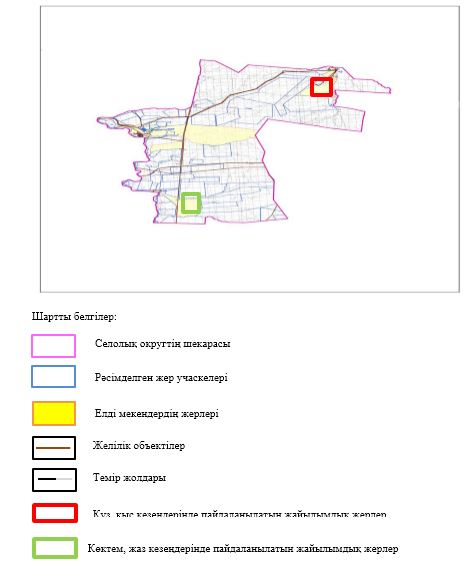 Шартты белгілер:
Селолық округтің шекарасы
Рәсімделген жер учаскелері
Елді мекендердің жерлері
Желілік объектілер
Темір жолдары
Күз, қыс кезеңдерінде пайдаланылатын жайылымдық жерлер
Көктем, жаз кезеңдерінде пайдаланылатын жайылымдық жерлер